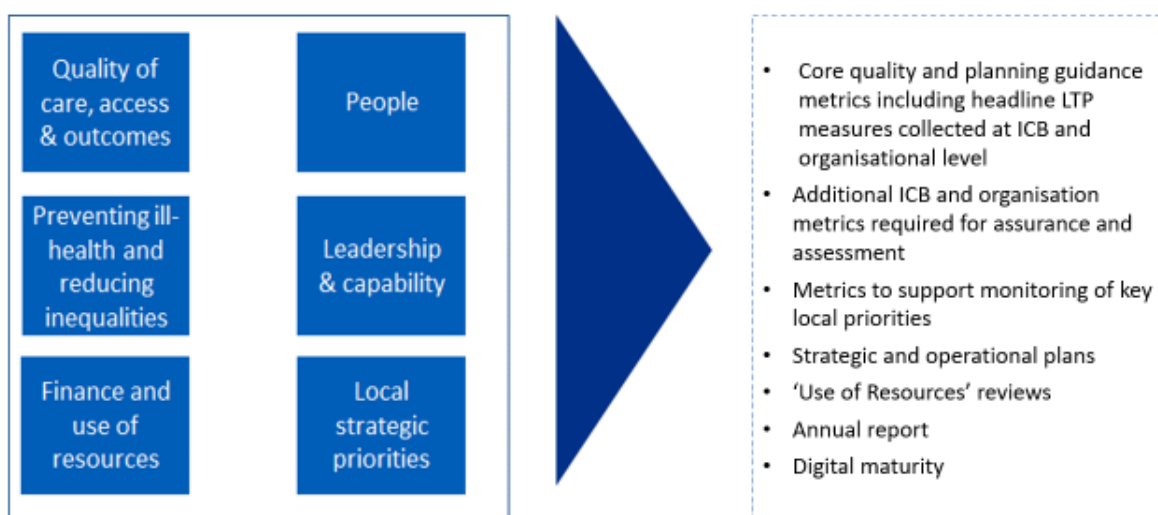 Quality of
care, access
& outcomes
People
Preventing ill-
health and
reducing
inequalities
Leadership
& capability
Finance and
use of
resources
Local
strategic
priorities
• Core quality and planning guidance
metrics including headline LTP
measures collected at ICB and
organisational level
• Additional ICB and organisation
metrics required for assurance and
assessment
• Metrics to support monitoring of key
local priorities
• Strategic and operational plans
• ‘Use of Resources’ reviews
• Annual report
• Digital maturity